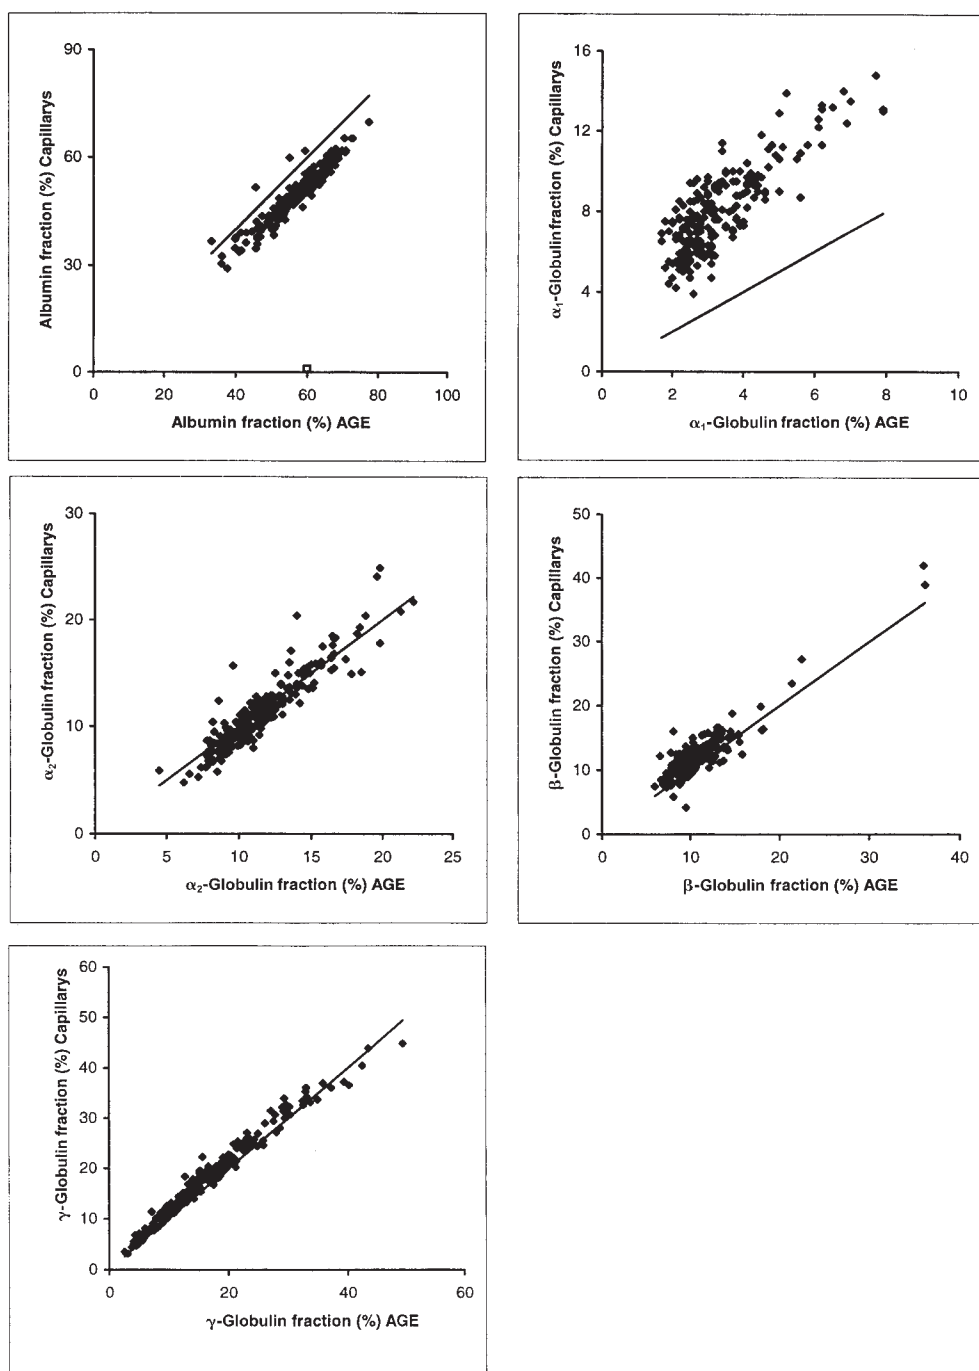 90
60
30
0
0 20 40 60 80 100
Albumin fraction (%) Capillarys
Albumin fraction (%) AGE
16
12
8
4
0
0 2 4 6 8 10
α₁-Globulin fraction (%) Capillarys
α₁-Globulin fraction (%) AGE
30
20
10
0
0 5 10 15 20 25
α₂-Globulin fraction (%) Capillarys
α₂-Globulin fraction (%) AGE
50
40
30
20
10
0
0 10 20 30 40
β-Globulin fraction (%) Capillarys
β-Globulin fraction (%) AGE
60
50
40
30
20
10
0
0 20 40 60
γ-Globulin fraction (%) Capillarys
γ-Globulin fraction (%) AGE